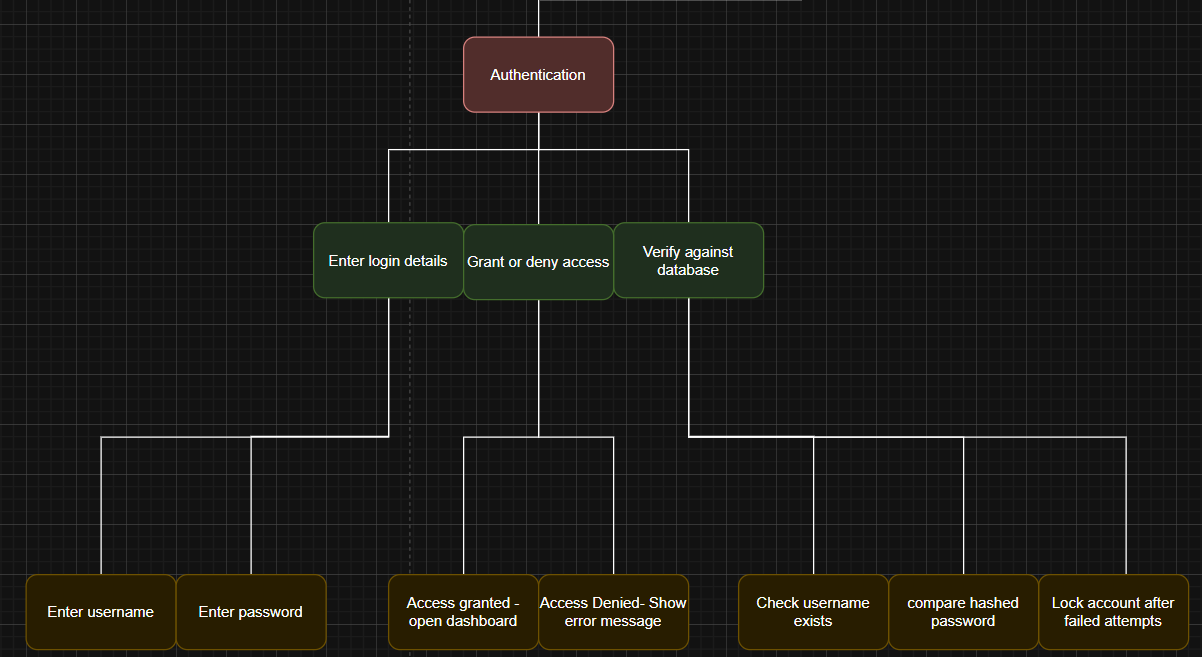 Authentication
Enter login details
Grant or deny access
Verify against
database
Enter username
Enter password
Access granted -
open dashboard
Access Denied- Show
error message
Check username
exists
compare hashed
password
Lock account after
failed attempts